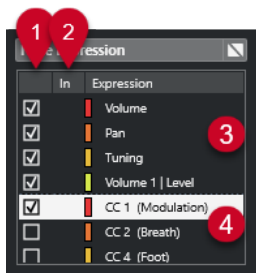 1 2
Expression
In Expression
Volume
Pan
3
Tuning
Volume 1 | Level
CC 1 (Modulation)
4
CC 2 (Breath)
CC 4 (Foot)